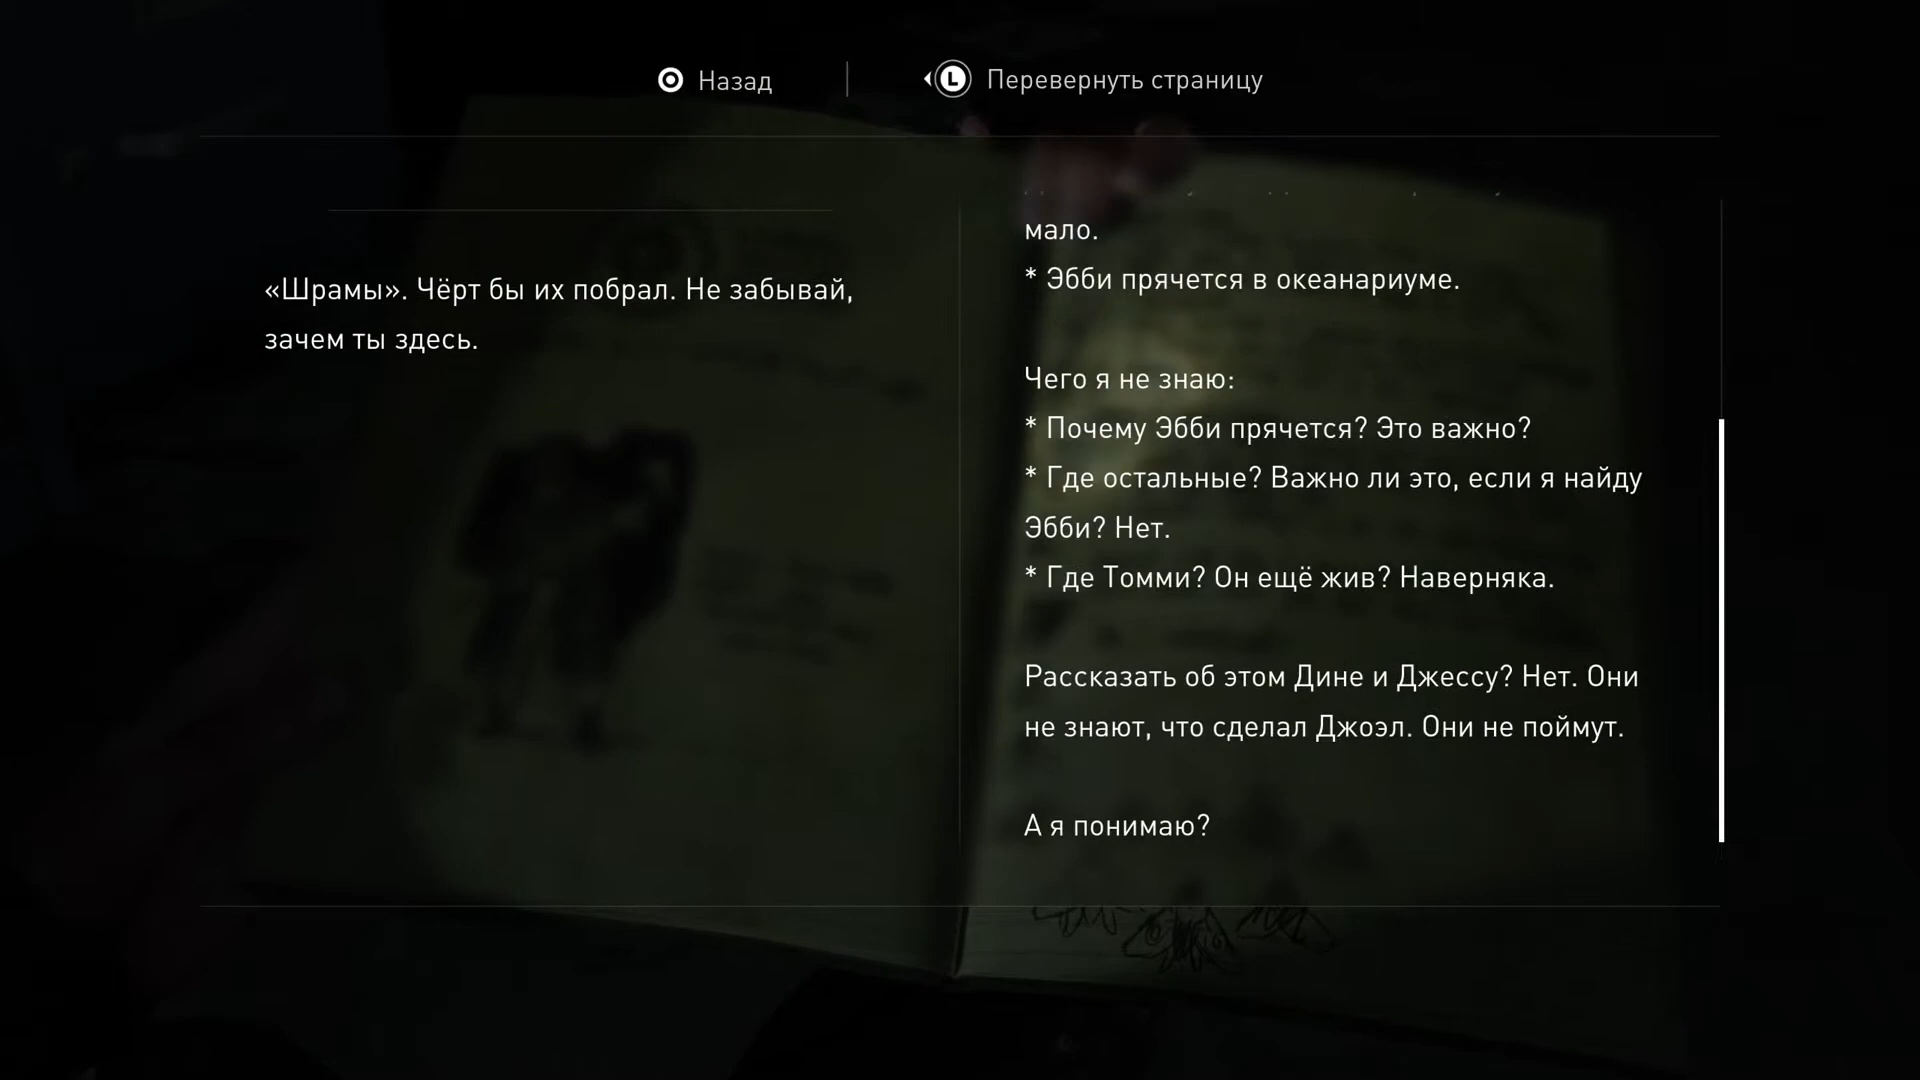 Назад
L Перевернуть страницу
«Шрамы». Чёрт бы их побрал. Не забывай,
зачем ты здесь.
мало.
* Эбби прячется в океанариуме.
Чего я не знаю:
* Почему Эбби прячется? Это важно?
* Где остальные? Важно ли это, если я найду
Эбби? Нет.
* Где Томми? Он ещё жив? Наверняка.
Рассказать об этом Дине и Джессу? Нет. Они
не знают, что сделал Джоэл. Они не поймут.
А я понимаю?